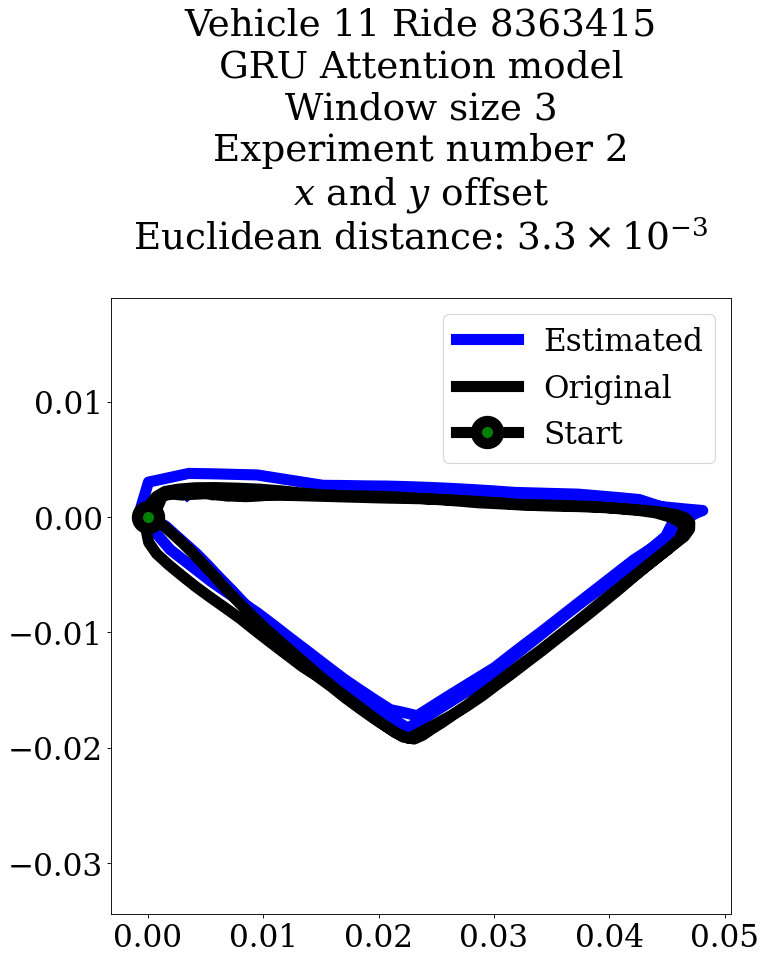 Vehicle 11 Ride 8363415
GRU Attention model
Window size 3
Experiment number 2
x and y offset
Euclidean distance: 3.3 × 10⁻³
Estimated
Original
Start
0.01
0.00
−0.01
−0.02
−0.03
0.00 0.01 0.02 0.03 0.04 0.05